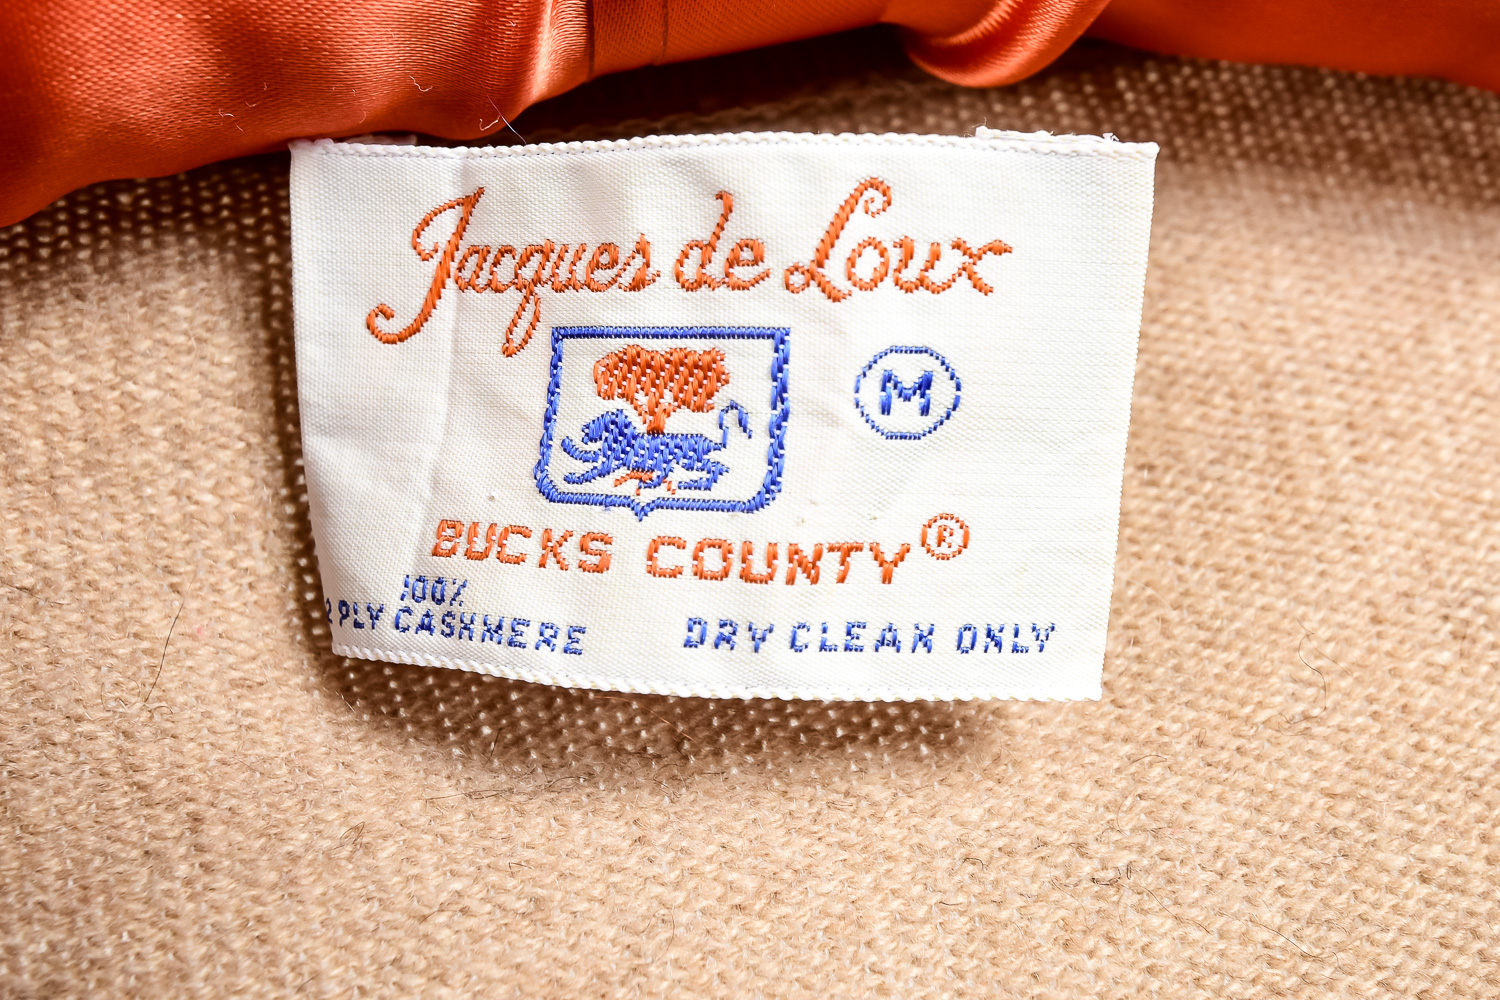 Jacques de Loux
M
BUCKS COUNTY ®
100%
2 PLY CASHMERE DRY CLEAN ONLY